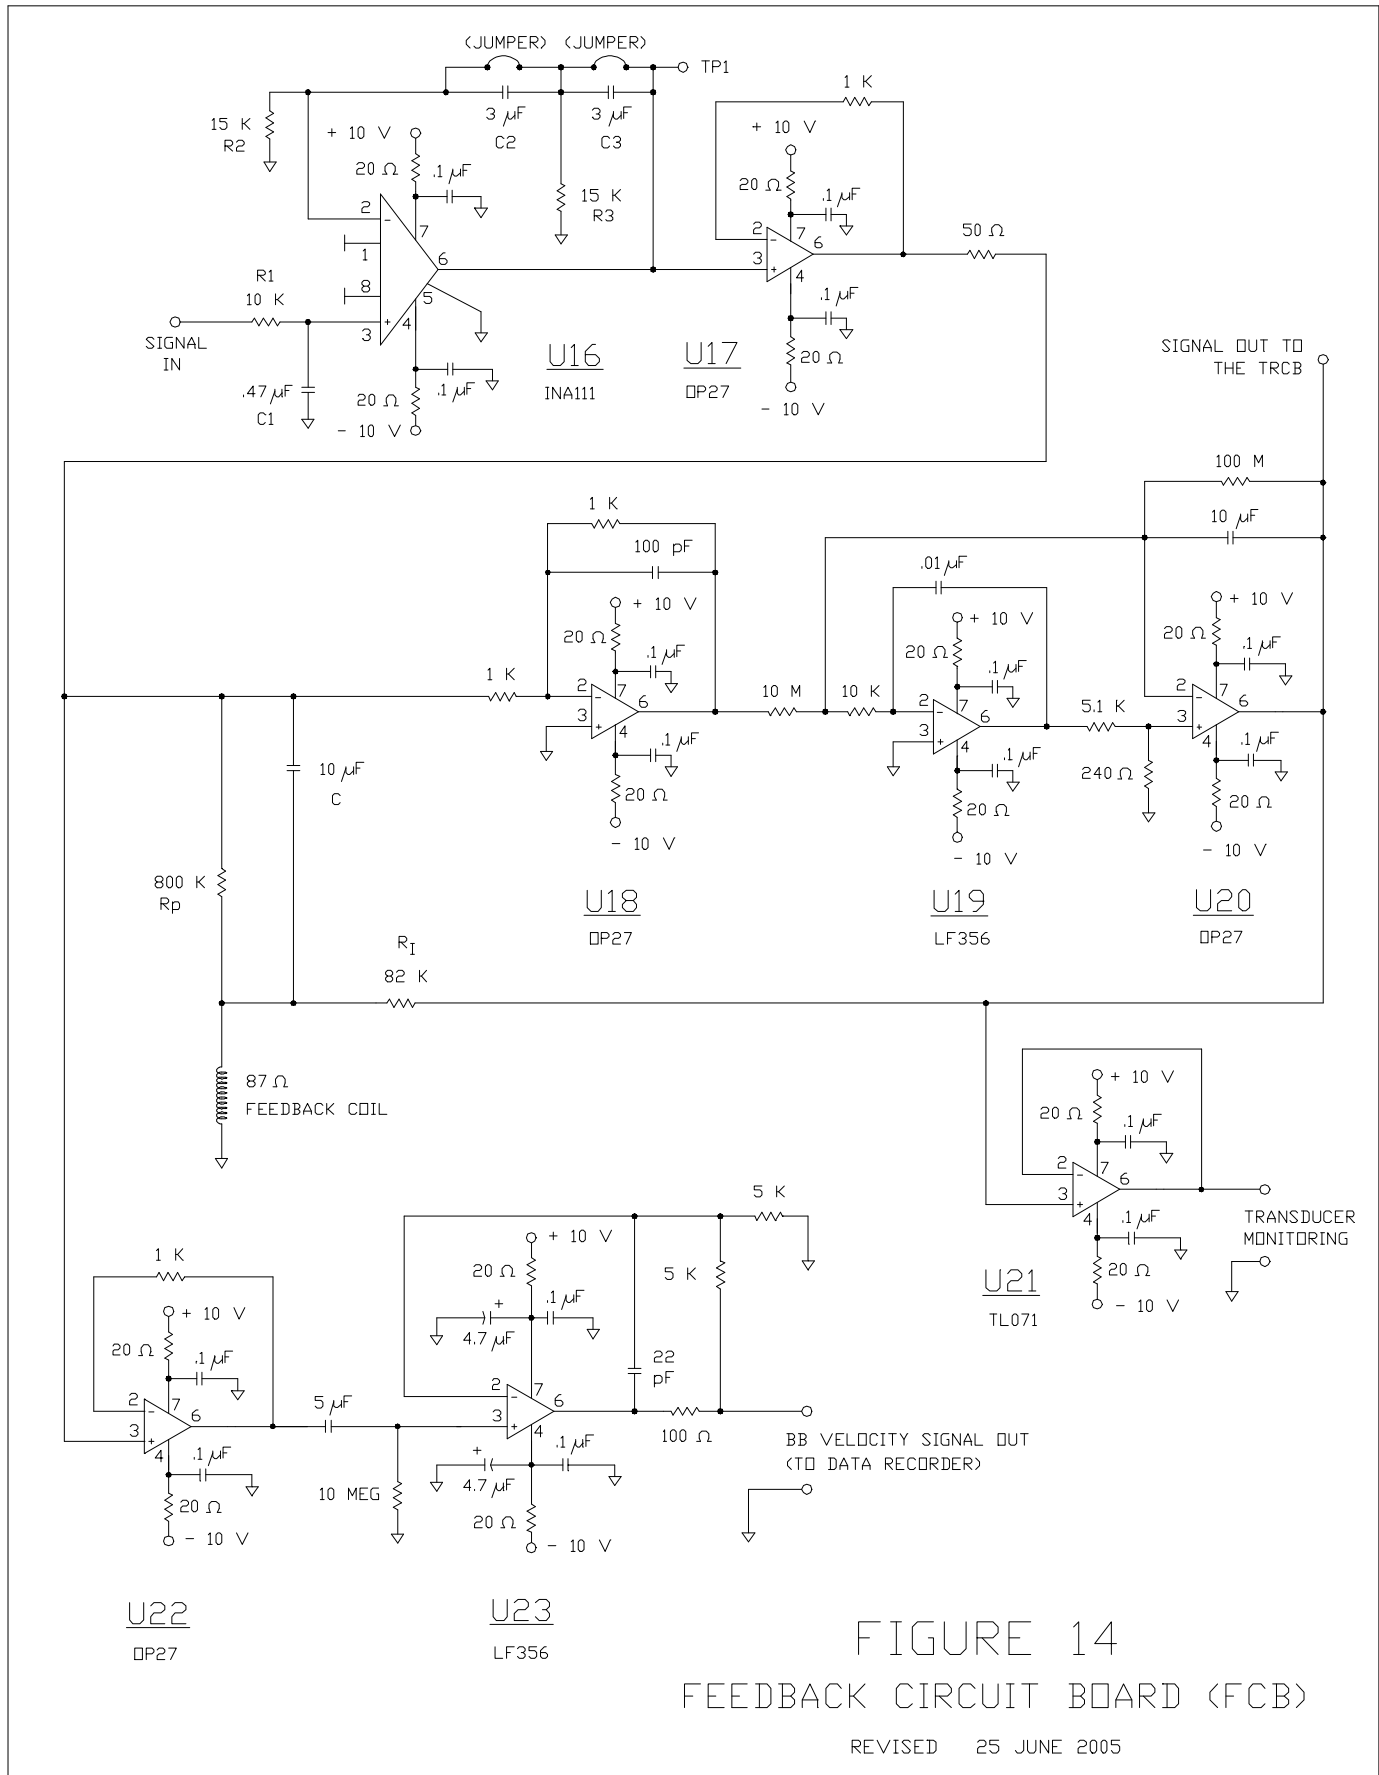 (JUMPER) (JUMPER)
TP1
15 K
R2
3 µF
C2
3 µF
C3
+ 10 V
20 Ω
.1 µF
15 K
R3
2
-
7
1
6
8
5
+
4
3
R1
10 K
SIGNAL
IN
.47 µF
C1
20 Ω
.1 µF
- 10 V
U16
INA111
1 K
+ 10 V
20 Ω
.1 µF
2
-
7
6
3
+
4
50 Ω
.1 µF
20 Ω
- 10 V
U17
OP27
SIGNAL OUT TO
THE TRCB
100 M
10 µF
1 K
100 pF
+ 10 V
20 Ω
.1 µF
1 K
2
-
7
6
3
+
4
.1 µF
20 Ω
- 10 V
U18
OP27
10 M
10 K
.01 µF
+ 10 V
20 Ω
.1 µF
2
-
7
6
3
+
4
.1 µF
20 Ω
- 10 V
U19
LF356
5.1 K
240 Ω
+ 10 V
20 Ω
.1 µF
2
-
7
6
3
+
4
.1 µF
20 Ω
- 10 V
U20
OP27
10 µF
C
800 K
Rp
RI
82 K
87 Ω
FEEDBACK COIL
+ 10 V
20 Ω
.1 µF
2
-
7
6
3
+
4
.1 µF
20 Ω
- 10 V
U21
TL071
TRANSDUCER
MONITORING
1 K
+ 10 V
20 Ω
.1 µF
2
-
7
6
3
+
4
.1 µF
20 Ω
- 10 V
U22
OP27
5 µF
10 MEG
+ 10 V
20 Ω
+
4.7 µF
.1 µF
2
-
7
6
3
+
4
+
4.7 µF
.1 µF
20 Ω
- 10 V
U23
LF356
5 K
5 K
22
pF
100 Ω
BB VELOCITY SIGNAL OUT
(TO DATA RECORDER)
FIGURE 14
FEEDBACK CIRCUIT BOARD (FCB)
REVISED 25 JUNE 2005